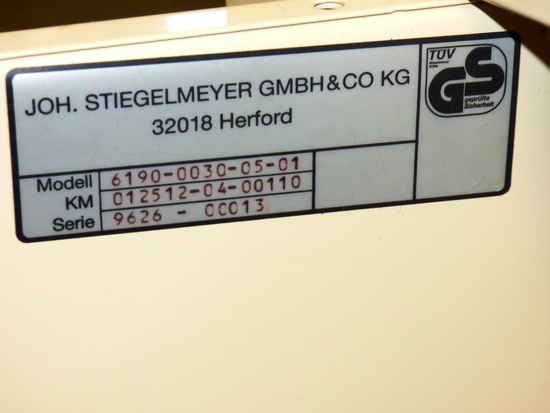 JOH. STIEGELMEYER GMBH & CO KG
32018 Herford
Modell 6190-0030-05-01
KM 012512-04-00110
Serie 9626 - 00013
TÜV
GS
geprüfte
Sicherheit